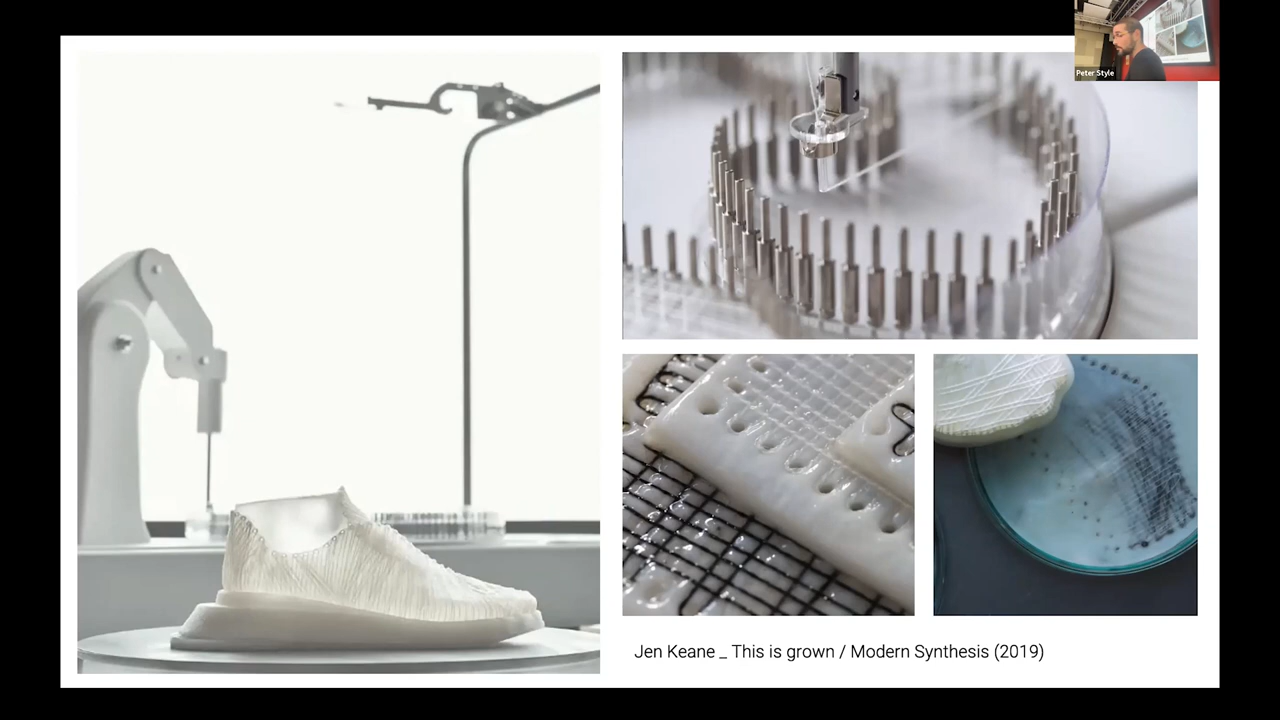 Peter Style
Jen Keane _ This is grown / Modern Synthesis (2019)